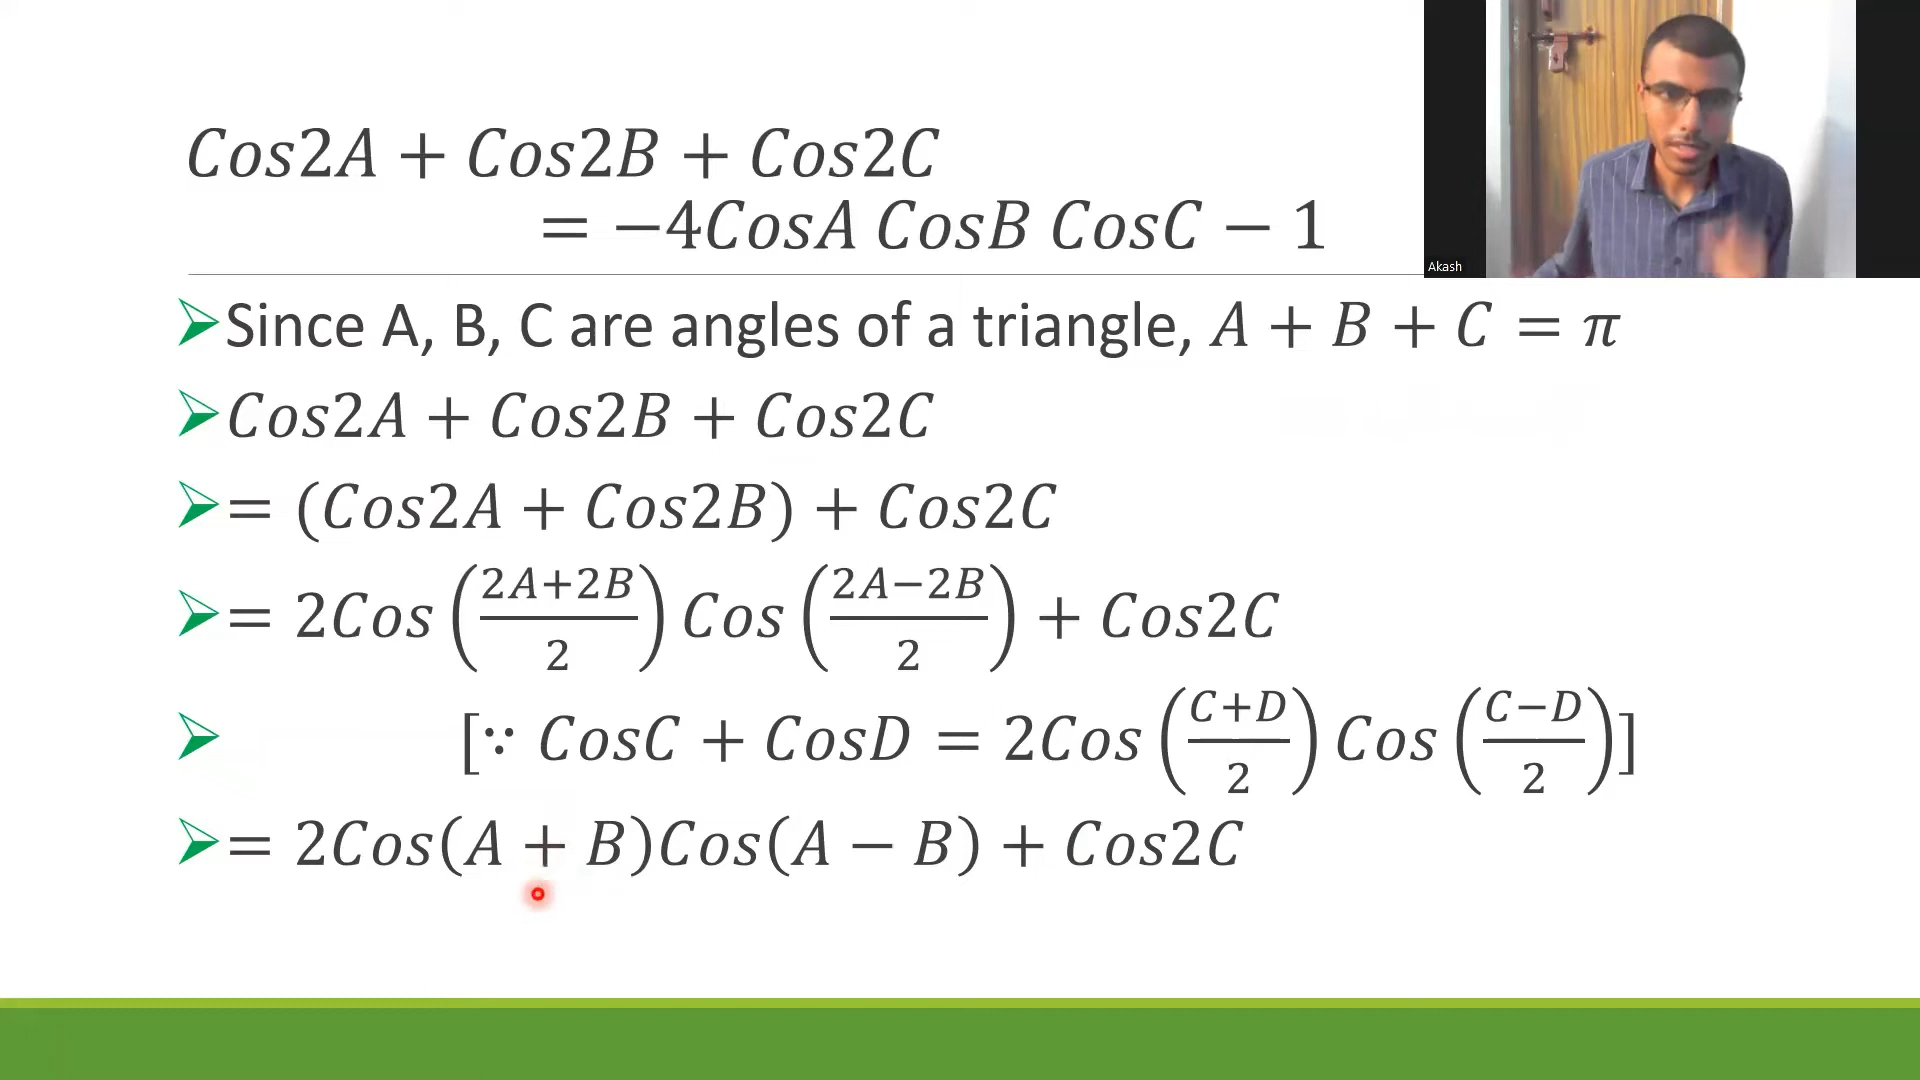 Cos2A + Cos2B + Cos2C
= −4CosA CosB CosC − 1
Akash
Since A, B, C are angles of a triangle, A + B + C = π
Cos2A + Cos2B + Cos2C
= (Cos2A + Cos2B) + Cos2C
= 2Cos((2A+2B)/2) Cos((2A−2B)/2) + Cos2C
[∵ CosC + CosD = 2Cos((C+D)/2) Cos((C−D)/2)]
= 2Cos(A + B)Cos(A − B) + Cos2C